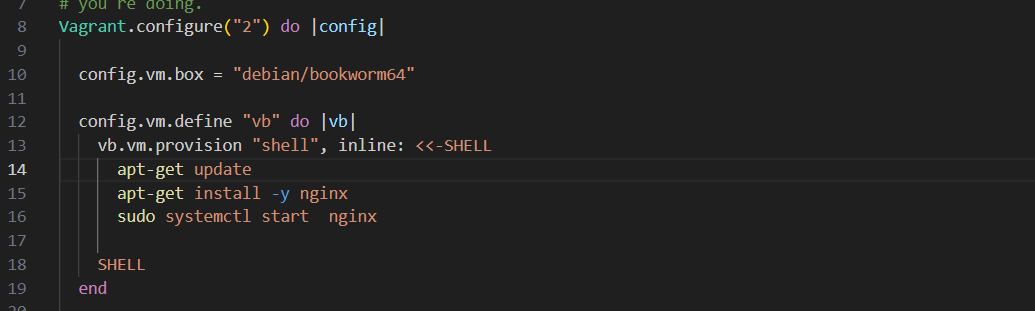 7 # you're doing.
8 Vagrant.configure("2") do |config|
9
10 config.vm.box = "debian/bookworm64"
11
12 config.vm.define "vb" do |vb|
13 vb.vm.provision "shell", inline: <<-SHELL
14 apt-get update
15 apt-get install -y nginx
16 sudo systemctl start  nginx
17
18 SHELL
19 end
20